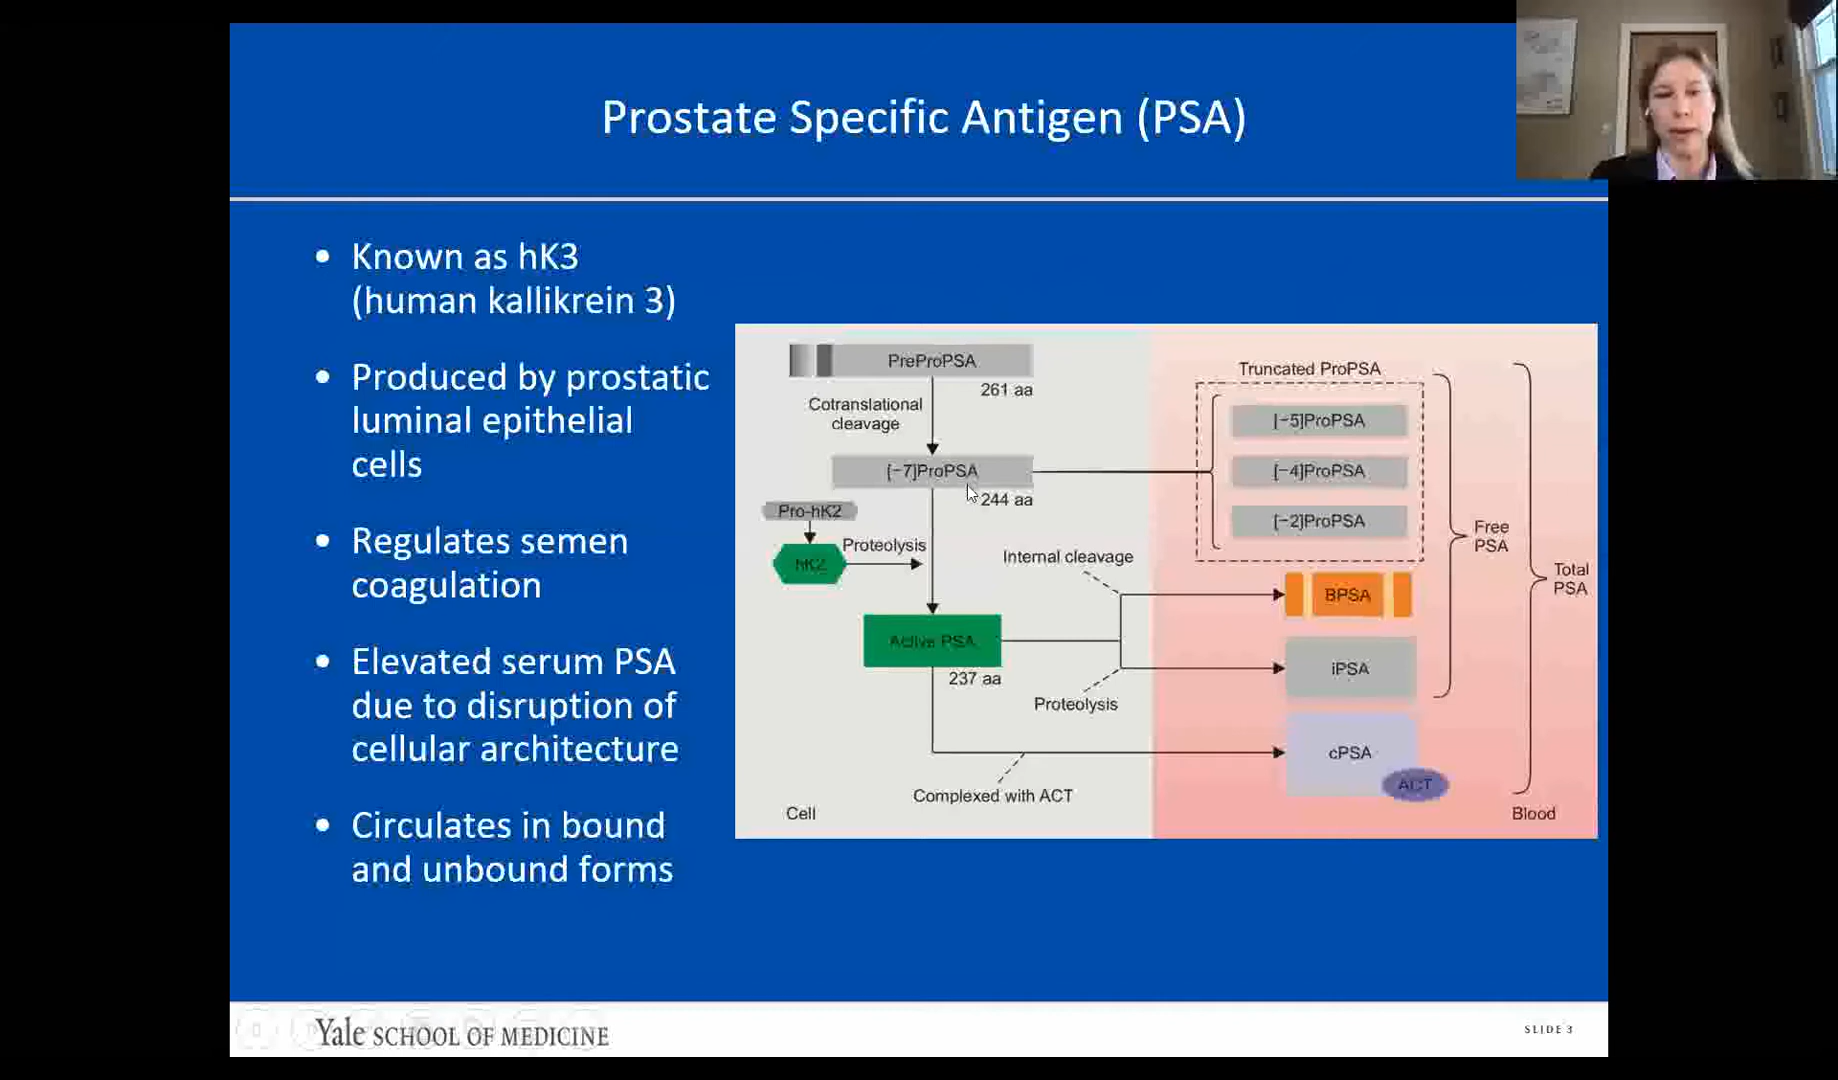 Prostate Specific Antigen (PSA)
• Known as hK3
(human kallikrein 3)
• Produced by prostatic
luminal epithelial
cells
• Regulates semen
coagulation
• Elevated serum PSA
due to disruption of
cellular architecture
• Circulates in bound
and unbound forms
PreProPSA
261 aa
Cotranslational
cleavage
[−7]ProPSA
244 aa
Pro-hK2
hK2
Proteolysis
Active PSA
237 aa
Internal cleavage
Proteolysis
Complexed with ACT
Cell
Truncated ProPSA
[−5]ProPSA
[−4]ProPSA
[−2]ProPSA
BPSA
iPSA
cPSA
ACT
Free
PSA
Total
PSA
Blood
Yale SCHOOL OF MEDICINE
SLIDE 3